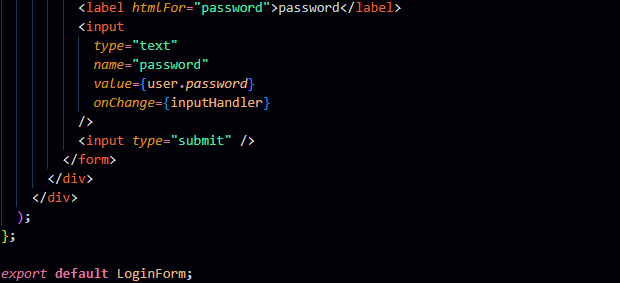 <label htmlFor="password">password</label>
<input
type="text"
name="password"
value={user.password}
onChange={inputHandler}
/>
<input type="submit" />
</form>
</div>
</div>
);
};
export default LoginForm;